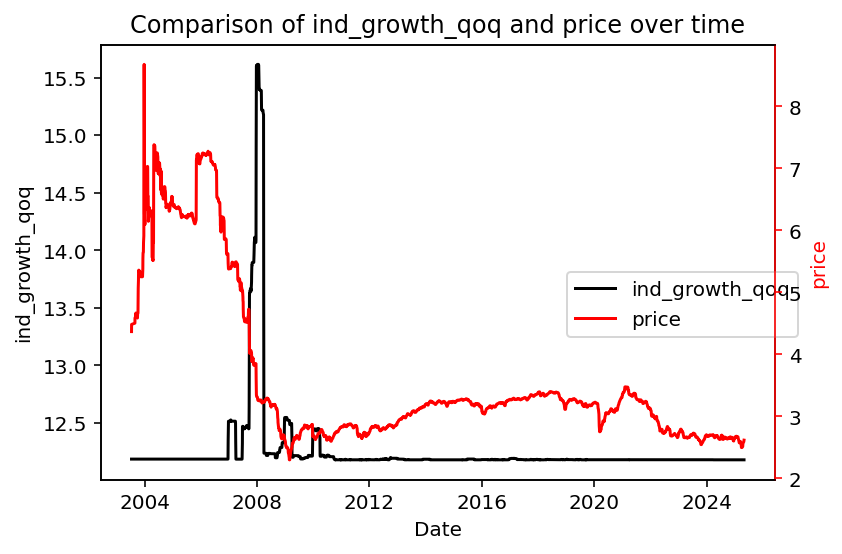 Comparison of ind_growth_qoq and price over time
15.5
15.0
14.5
14.0
13.5
13.0
12.5
ind_growth_qoq
8
7
6
5
4
3
2
price
ind_growth_qoq
price
2004 2008 2012 2016 2020 2024
Date